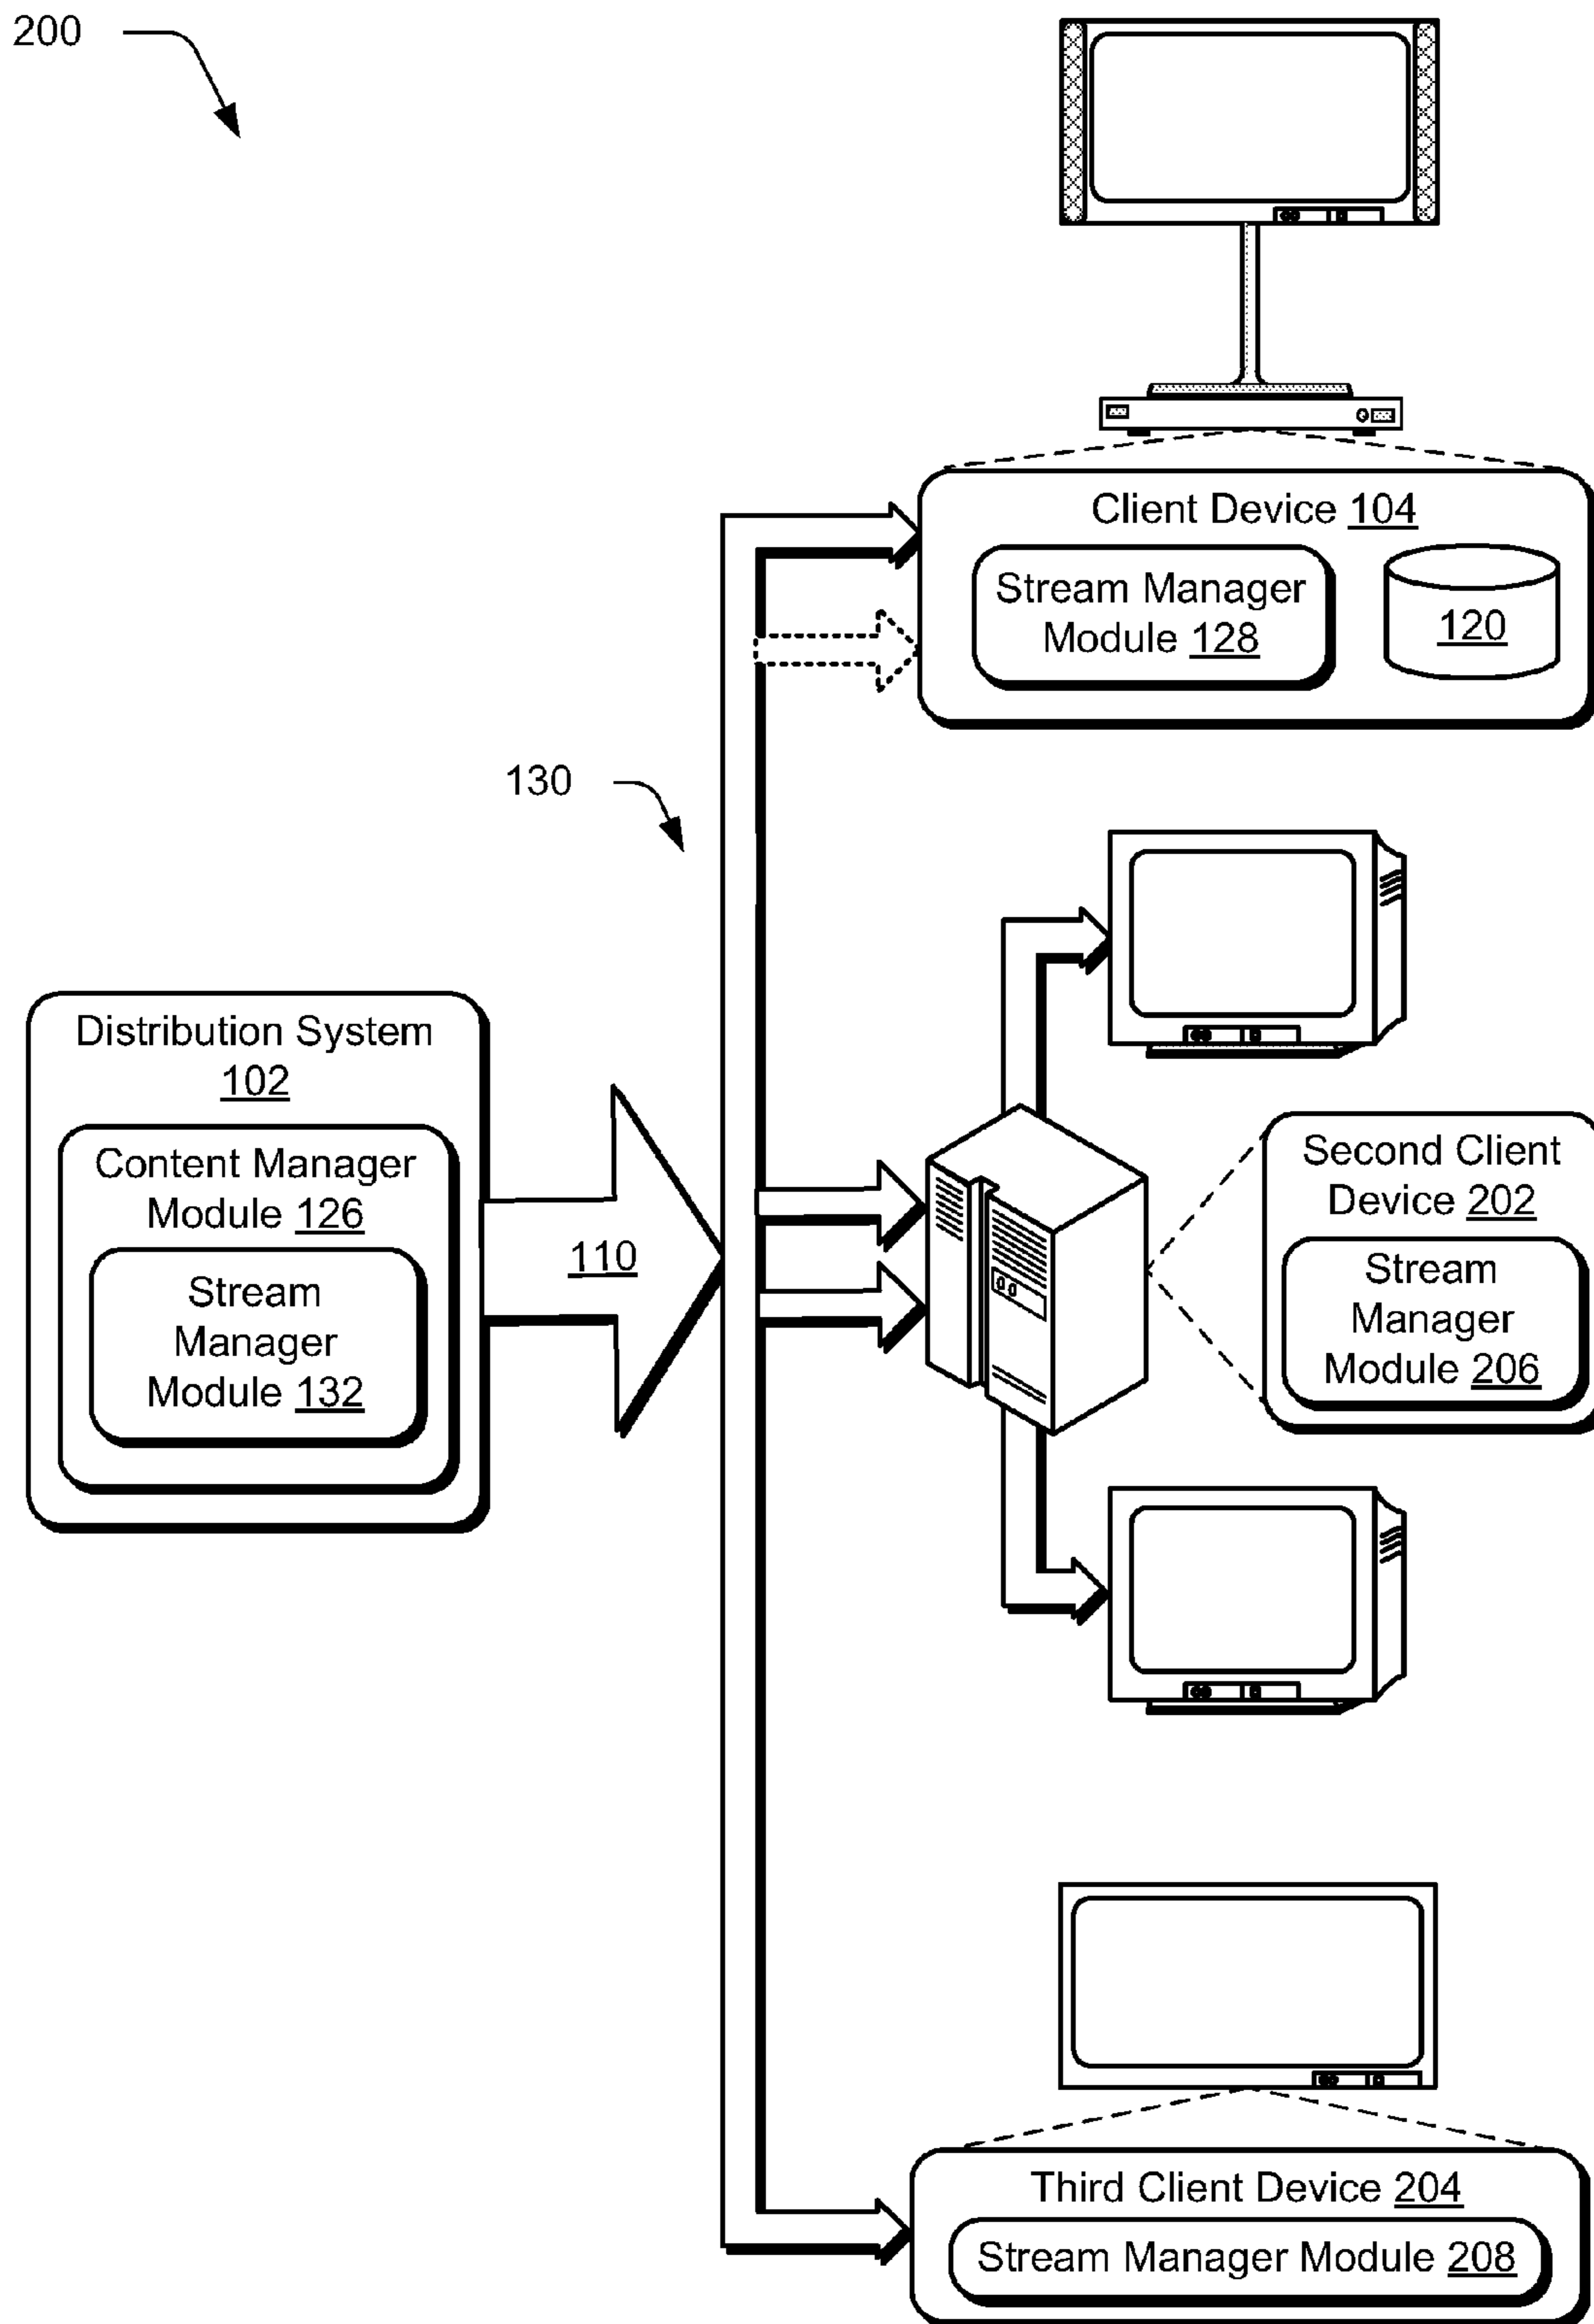 200
Client Device 104
Stream Manager
Module 128
120
130
Distribution System
102
Content Manager
Module 126
Stream
Manager
Module 132
110
Second Client
Device 202
Stream
Manager
Module 206
Third Client Device 204
Stream Manager Module 208